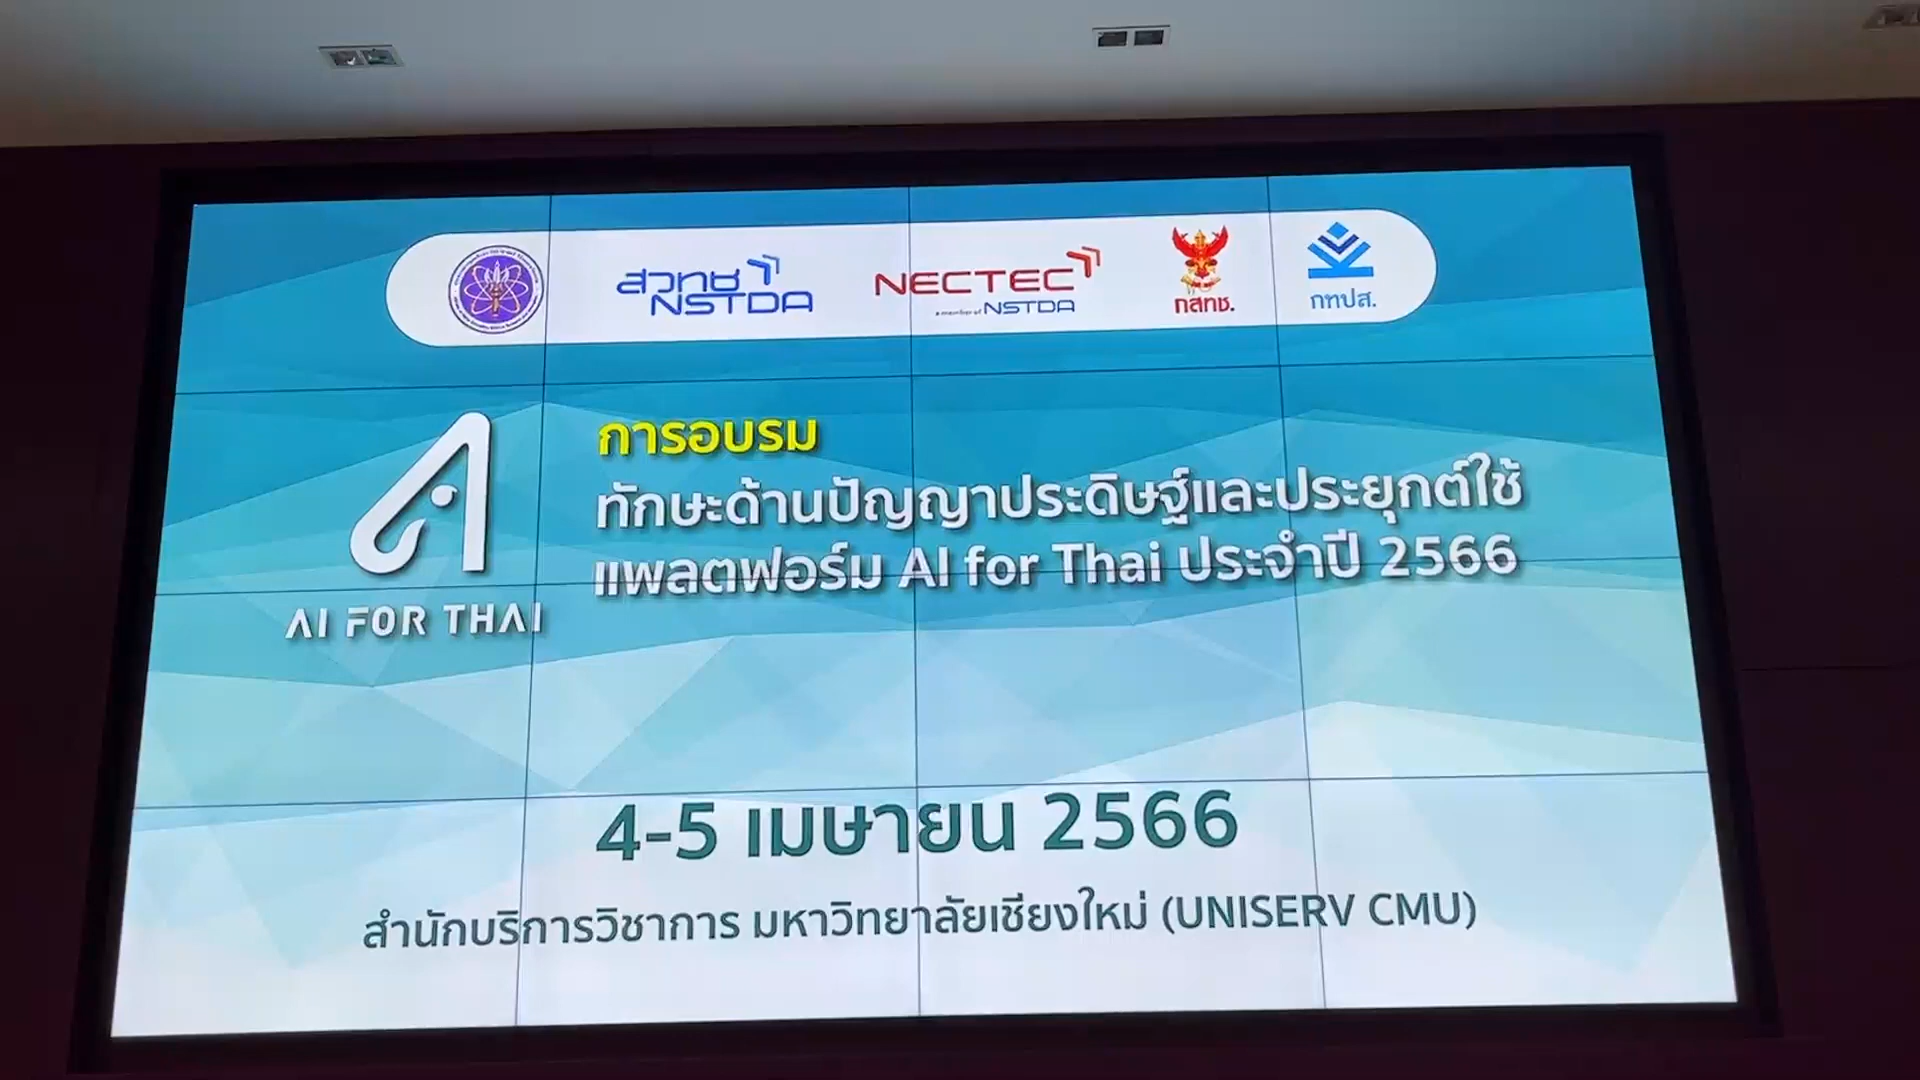 สวทช
NSTDA
NECTEC
a member of NSTDA
กสทช.
กทปส.
การอบรม
ทักษะด้านปัญญาประดิษฐ์และประยุกต์ใช้
แพลตฟอร์ม AI for Thai ประจำปี 2566
AI FOR THAI
4-5 เมษายน 2566
สำนักบริการวิชาการ มหาวิทยาลัยเชียงใหม่ (UNISERV CMU)